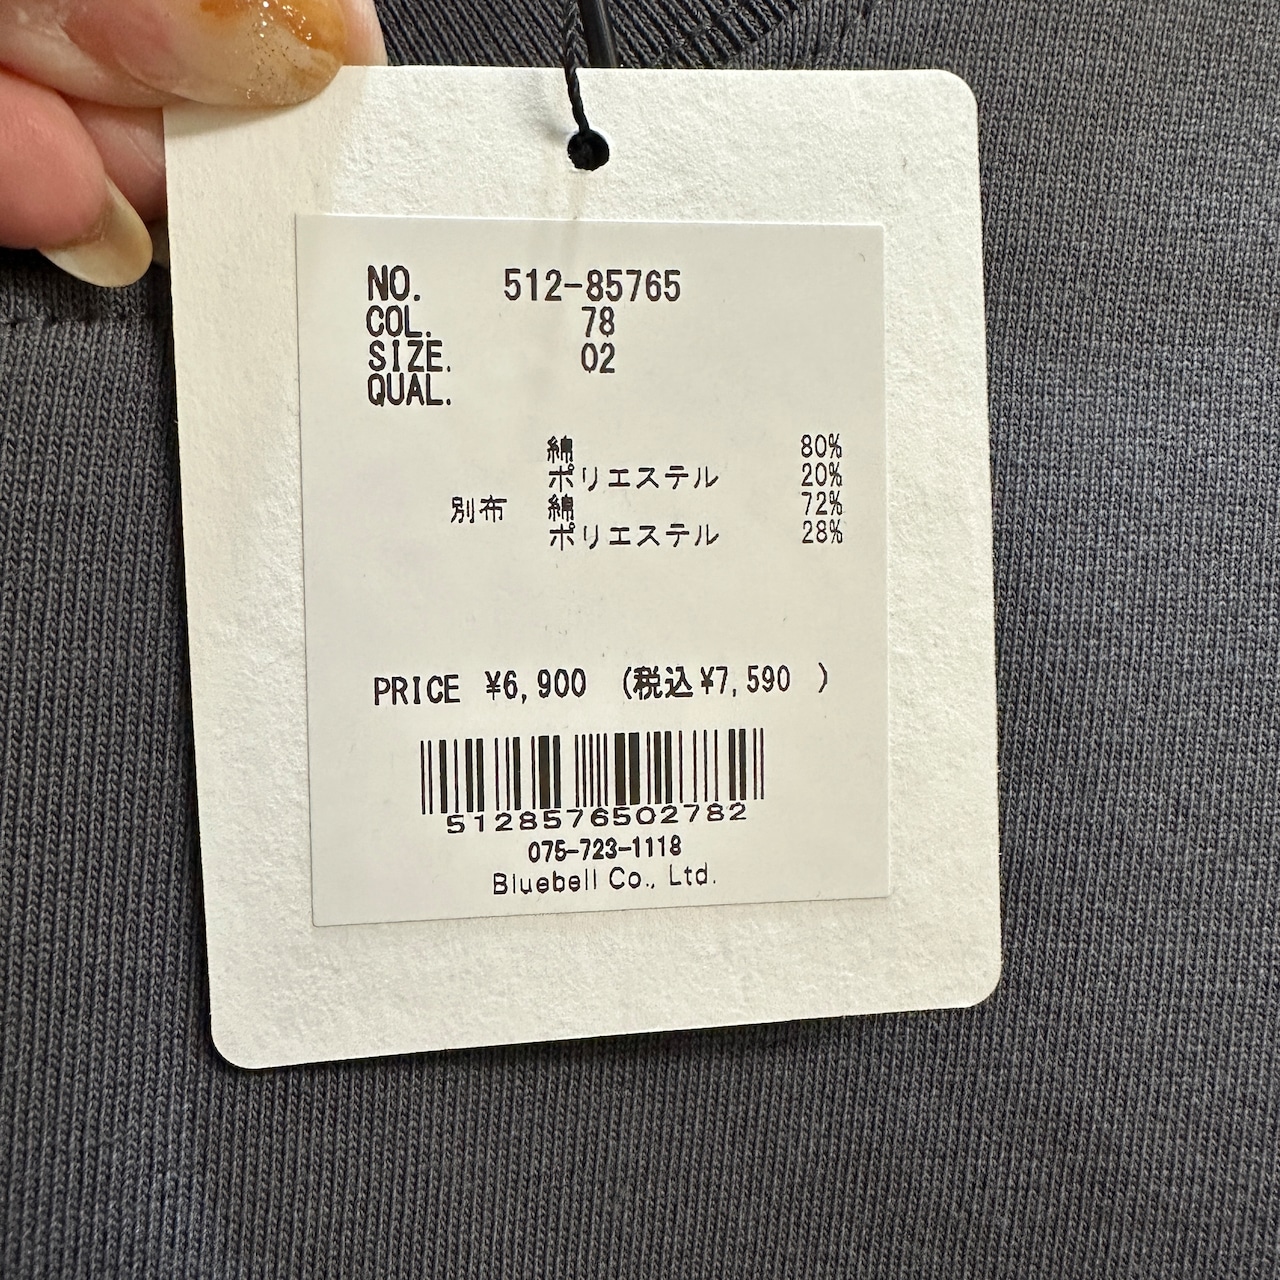 NO. 512-85765
COL. 78
SIZE. 02
QUAL.
綿 80%
ポリエステル 20%
別布 綿 72%
ポリエステル 28%
PRICE ¥6,900 (税込¥7,590 )
5128576502782
075-723-1118
Bluebell Co., Ltd.